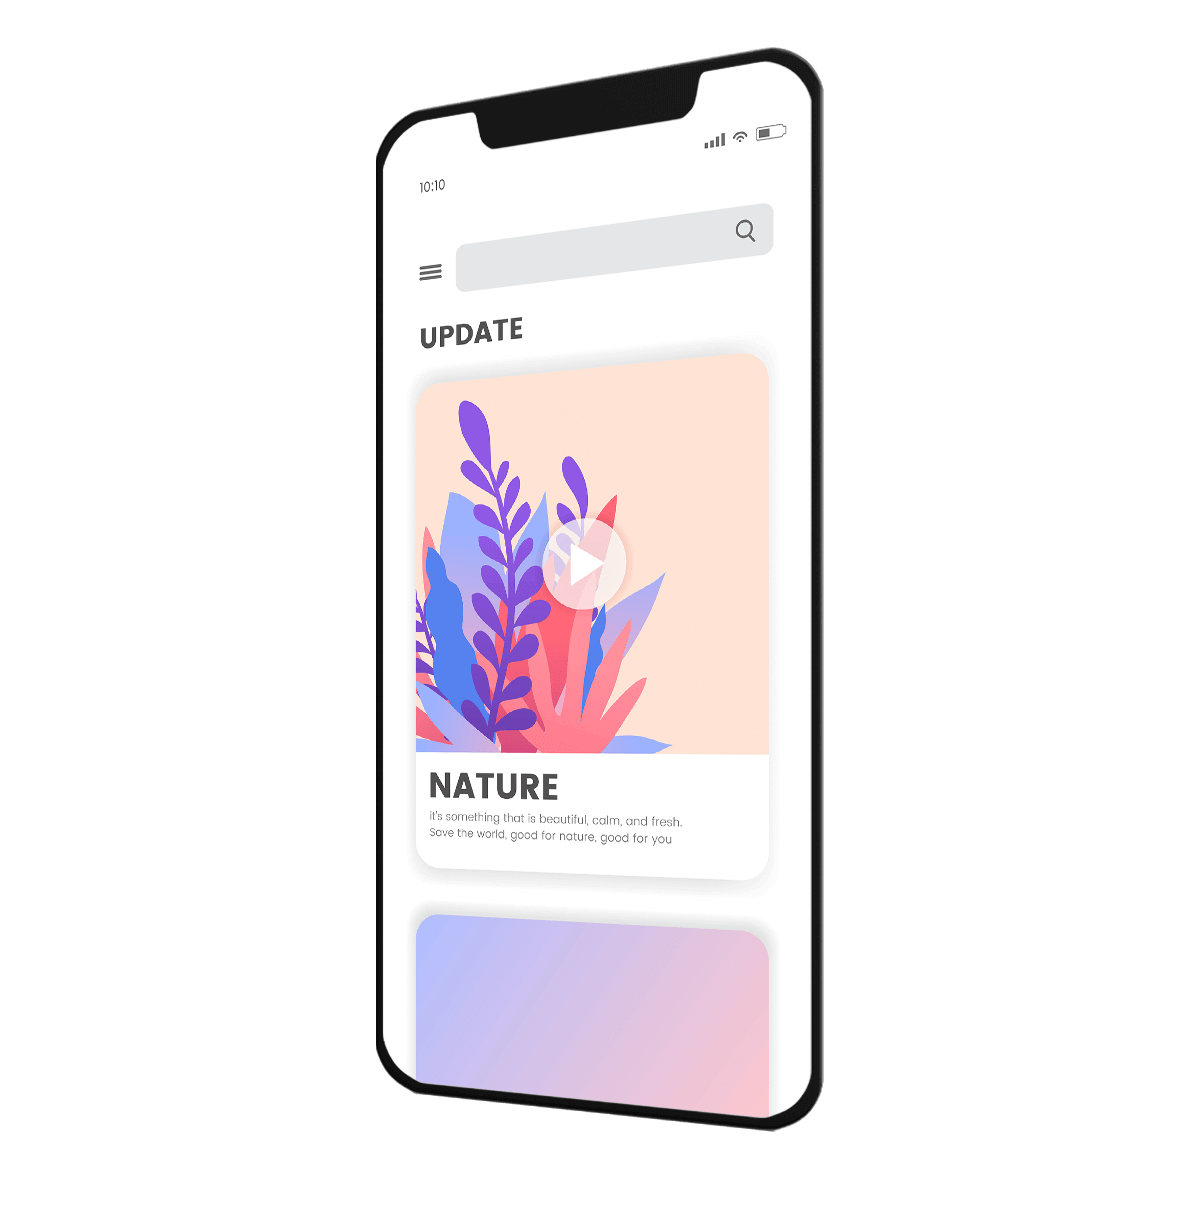 10:10
UPDATE
NATURE
it's something that is beautiful, calm, and fresh.
Save the world, good for nature, good for you